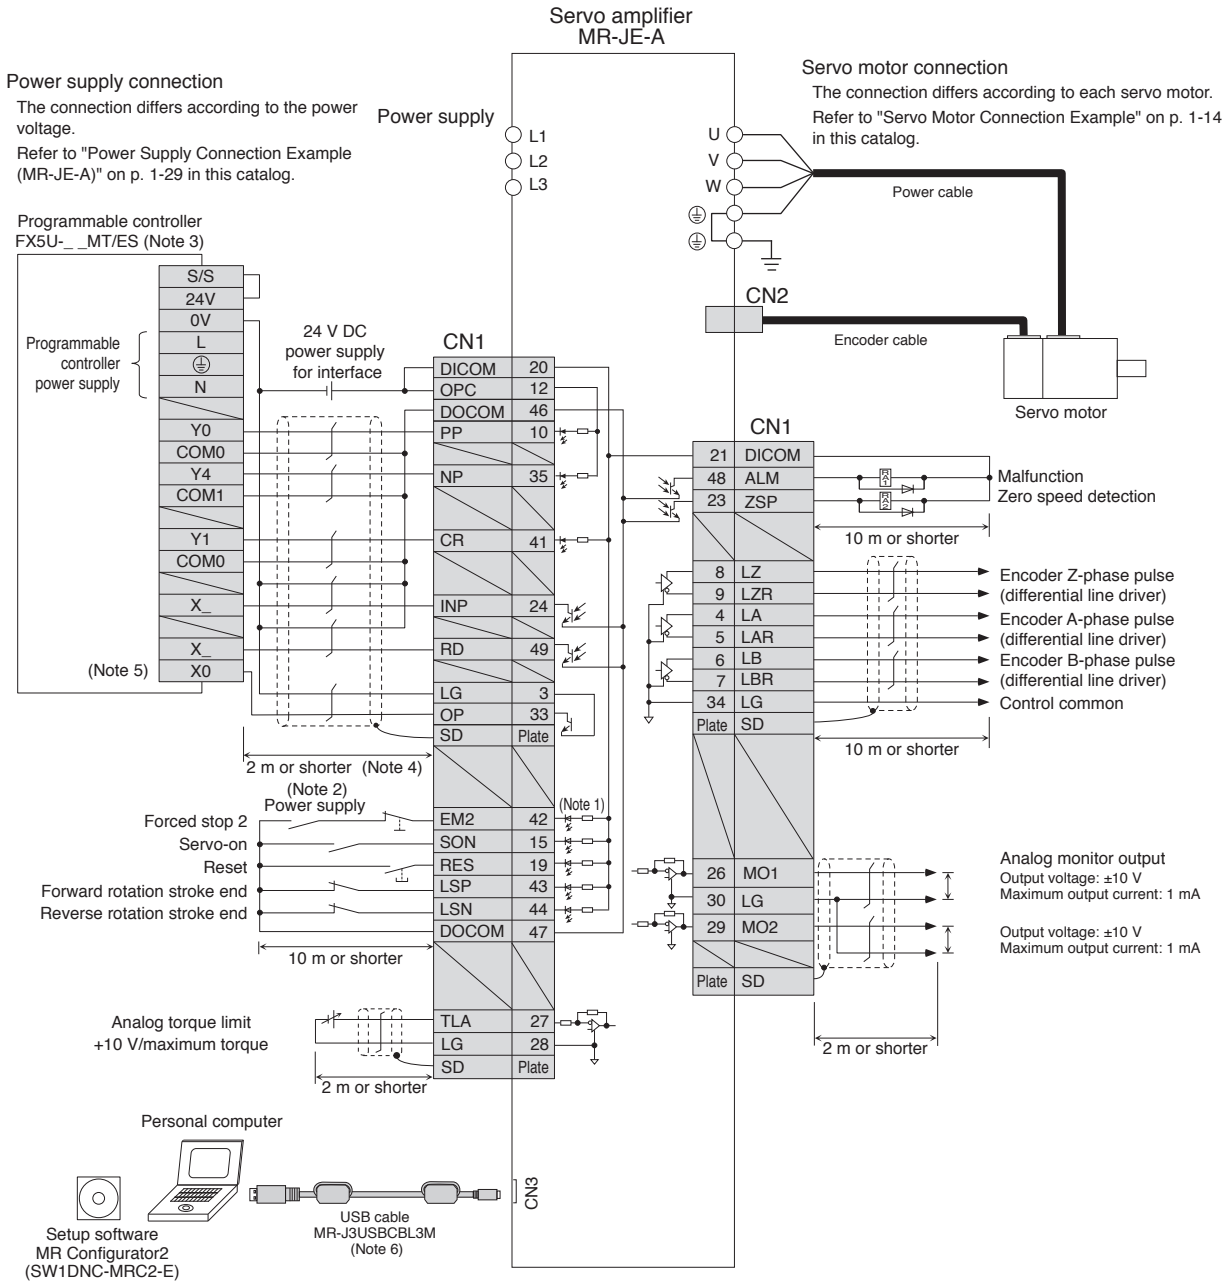 Servo amplifier
MR-JE-A
Power supply connection
The connection differs according to the power
voltage.
Refer to "Power Supply Connection Example
(MR-JE-A)" on p. 1-29 in this catalog.
Power supply
L1
L2
L3
Servo motor connection
The connection differs according to each servo motor.
Refer to "Servo Motor Connection Example" on p. 1-14
in this catalog.
U
V
W
Power cable
CN2
Encoder cable
Servo motor
Programmable controller
FX5U-_ _MT/ES (Note 3)
S/S
24V
0V
L
N
Programmable
controller
power supply
Y0
COM0
Y4
COM1
Y1
COM0
X_
X_
(Note 5)
X0
24 V DC
power supply
for interface
CN1
DICOM 20
OPC 12
DOCOM 46
PP 10
NP 35
CR 41
INP 24
RD 49
LG 3
OP 33
SD Plate
2 m or shorter (Note 4)
(Note 2)
Power supply
(Note 1)
Forced stop 2
EM2 42
Servo-on
SON 15
Reset
RES 19
Forward rotation stroke end
LSP 43
Reverse rotation stroke end
LSN 44
DOCOM 47
10 m or shorter
Analog torque limit
+10 V/maximum torque
TLA 27
LG 28
SD Plate
2 m or shorter
CN1
21 DICOM
48 ALM
RA1
Malfunction
23 ZSP
RA2
Zero speed detection
10 m or shorter
8 LZ
9 LZR
Encoder Z-phase pulse
(differential line driver)
4 LA
5 LAR
Encoder A-phase pulse
(differential line driver)
6 LB
7 LBR
Encoder B-phase pulse
(differential line driver)
34 LG
Control common
Plate SD
10 m or shorter
26 MO1
30 LG
29 MO2
Plate SD
Analog monitor output
Output voltage: ±10 V
Maximum output current: 1 mA
Output voltage: ±10 V
Maximum output current: 1 mA
2 m or shorter
Personal computer
CN3
USB cable
MR-J3USBCBL3M
(Note 6)
Setup software
MR Configurator2
(SW1DNC-MRC2-E)